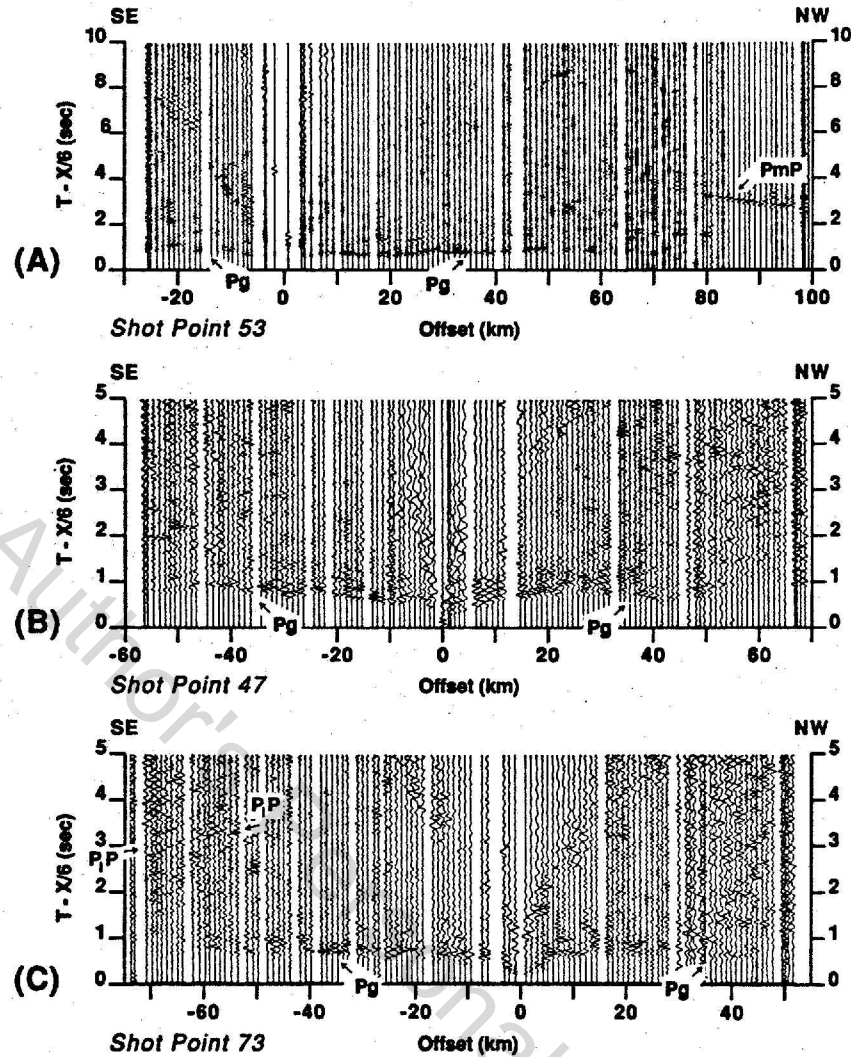 SE NW
10 10
8 8
6 6
4 4
2 2
0 0
T - X/6 (sec)
PmP
Pg Pg
(A)
-20 0 20 40 60 80 100
Shot Point 53 Offset (km)
SE NW
5 5
4 4
3 3
2 2
1 1
0 0
T - X/6 (sec)
Pg Pg
(B)
-60 -40 -20 0 20 40 60
Shot Point 47 Offset (km)
SE NW
5 5
4 4
3 3
2 2
1 1
0 0
T - X/6 (sec)
PiP
PiP
Pg Pg
(C)
-60 -40 -20 0 20 40
Shot Point 73 Offset (km)
Author's Personal